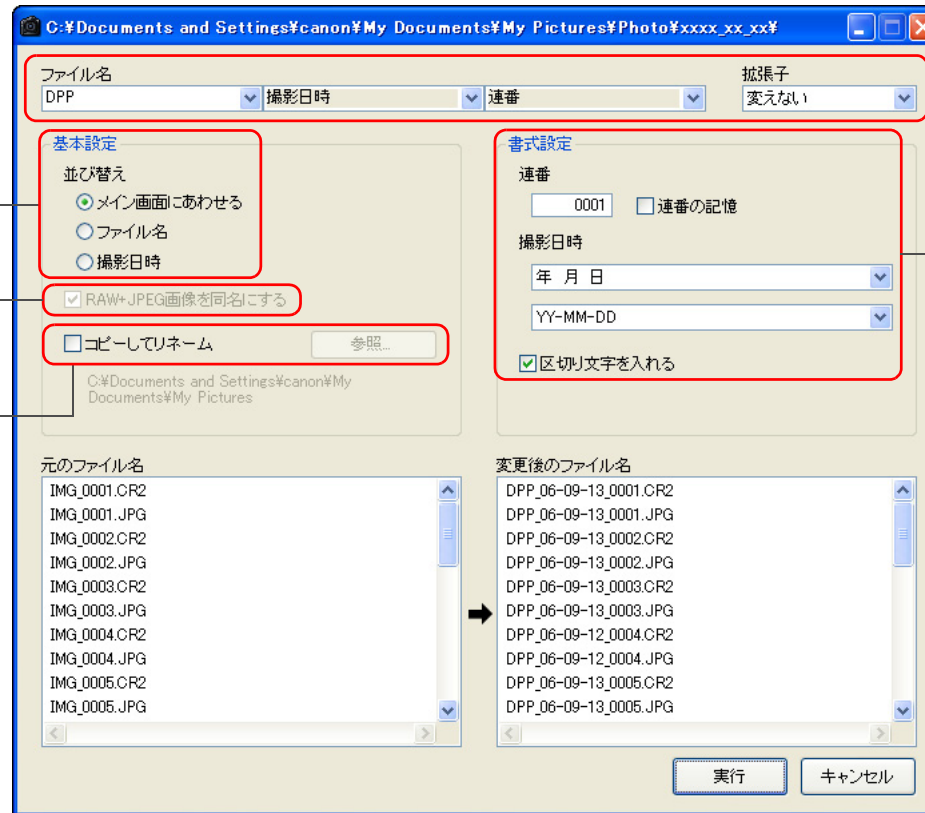 C:¥Documents and Settings¥canon¥My Documents¥My Pictures¥Photo¥xxxx_xx_xx¥
ファイル名
拡張子
DPP
撮影日時
連番
変えない
基本設定
並び替え
メイン画面にあわせる
ファイル名
撮影日時
RAW+JPEG画像を同名にする
コピーしてリネーム
参照...
C:¥Documents and Settings¥canon¥My
Documents¥My Pictures
書式設定
連番
0001
連番の記憶
撮影日時
年 月 日
YY-MM-DD
区切り文字を入れる
元のファイル名
IMG_0001.CR2
IMG_0001.JPG
IMG_0002.CR2
IMG_0002.JPG
IMG_0003.CR2
IMG_0003.JPG
IMG_0004.CR2
IMG_0004.JPG
IMG_0005.CR2
IMG_0005.JPG
変更後のファイル名
DPP_06-09-13_0001.CR2
DPP_06-09-13_0001.JPG
DPP_06-09-13_0002.CR2
DPP_06-09-13_0002.JPG
DPP_06-09-13_0003.CR2
DPP_06-09-13_0003.JPG
DPP_06-09-12_0004.CR2
DPP_06-09-12_0004.JPG
DPP_06-09-13_0005.CR2
DPP_06-09-13_0005.JPG
実行
キャンセル